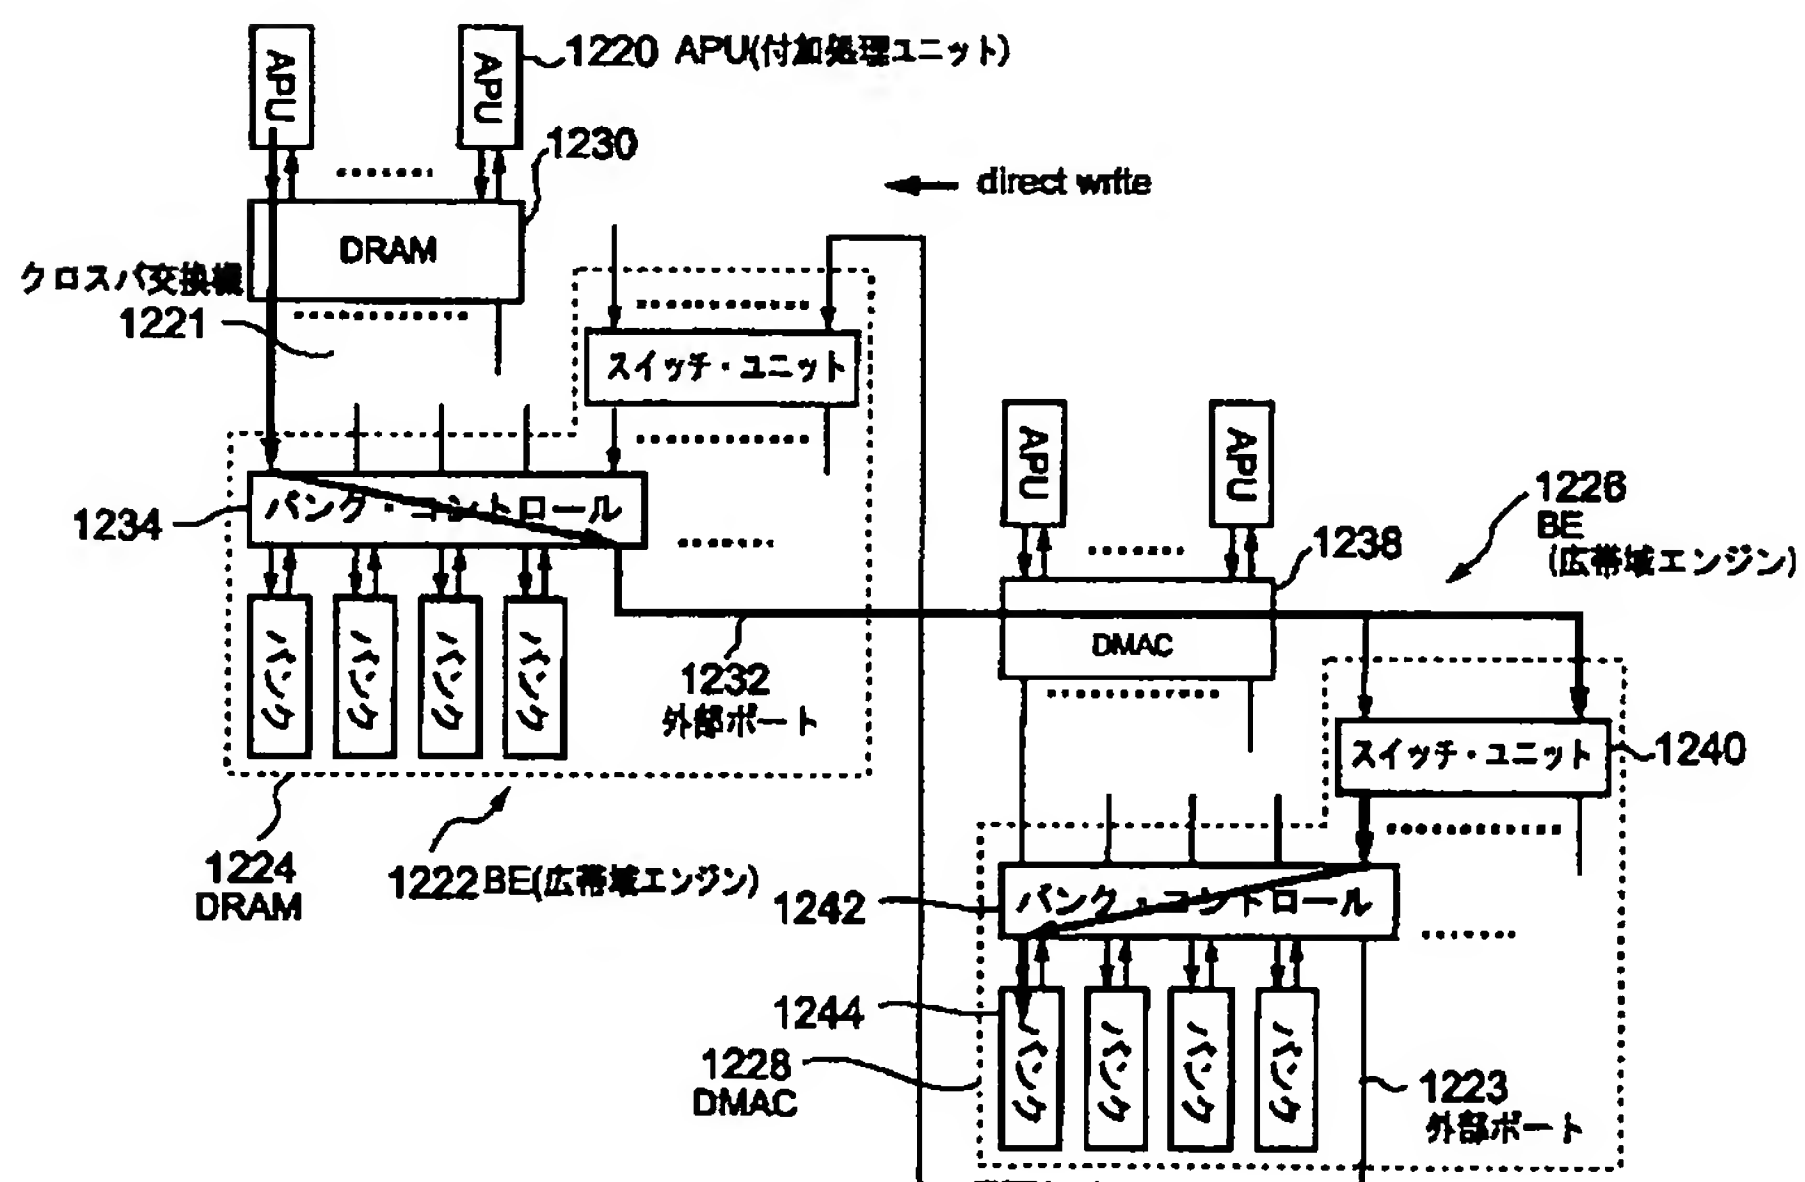 APU
APU
1220 APU(付加処理ユニット)
1230
direct write
DRAM
クロスバ交換機
1221
スイッチ・ユニット
バンク・コントロール
1234
バンク
バンク
バンク
バンク
1232
外部ポート
1224
DRAM
1222 BE(広帯域エンジン)
APU
APU
1226
BE
(広帯域エンジン)
1238
DMAC
スイッチ・ユニット
1240
バンク・コントロール
1242
1244
バンク
バンク
バンク
バンク
1228
DMAC
1223
外部ポート